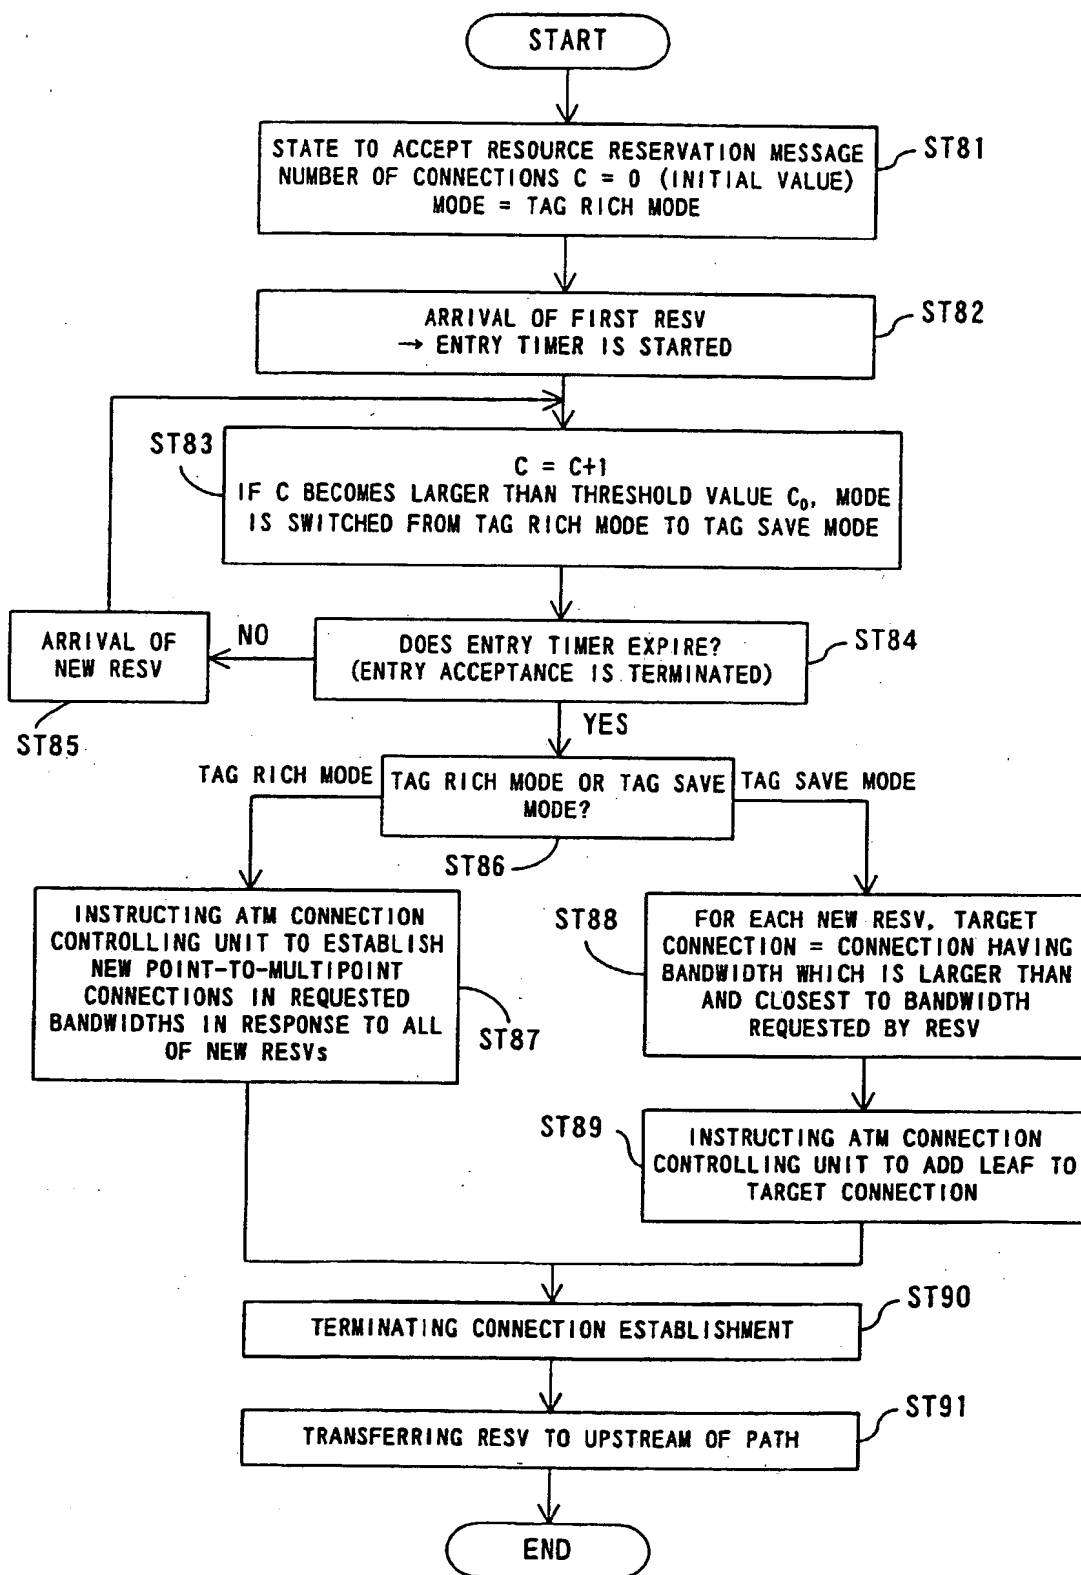 START
STATE TO ACCEPT RESOURCE RESERVATION MESSAGE
NUMBER OF CONNECTIONS C = 0 (INITIAL VALUE)
MODE = TAG RICH MODE
ST81
ARRIVAL OF FIRST RESV
→ ENTRY TIMER IS STARTED
ST82
ST83
C = C+1
IF C BECOMES LARGER THAN THRESHOLD VALUE C₀, MODE
IS SWITCHED FROM TAG RICH MODE TO TAG SAVE MODE
ARRIVAL OF
NEW RESV
ST85
NO
DOES ENTRY TIMER EXPIRE?
(ENTRY ACCEPTANCE IS TERMINATED)
ST84
YES
TAG RICH MODE
TAG RICH MODE OR TAG SAVE
MODE?
TAG SAVE MODE
ST86
INSTRUCTING ATM CONNECTION
CONTROLLING UNIT TO ESTABLISH
NEW POINT-TO-MULTIPOINT
CONNECTIONS IN REQUESTED
BANDWIDTHS IN RESPONSE TO ALL
OF NEW RESVs
ST87
ST88
FOR EACH NEW RESV, TARGET
CONNECTION = CONNECTION HAVING
BANDWIDTH WHICH IS LARGER THAN
AND CLOSEST TO BANDWIDTH
REQUESTED BY RESV
ST89
INSTRUCTING ATM CONNECTION
CONTROLLING UNIT TO ADD LEAF TO
TARGET CONNECTION
TERMINATING CONNECTION ESTABLISHMENT
ST90
TRANSFERRING RESV TO UPSTREAM OF PATH
ST91
END